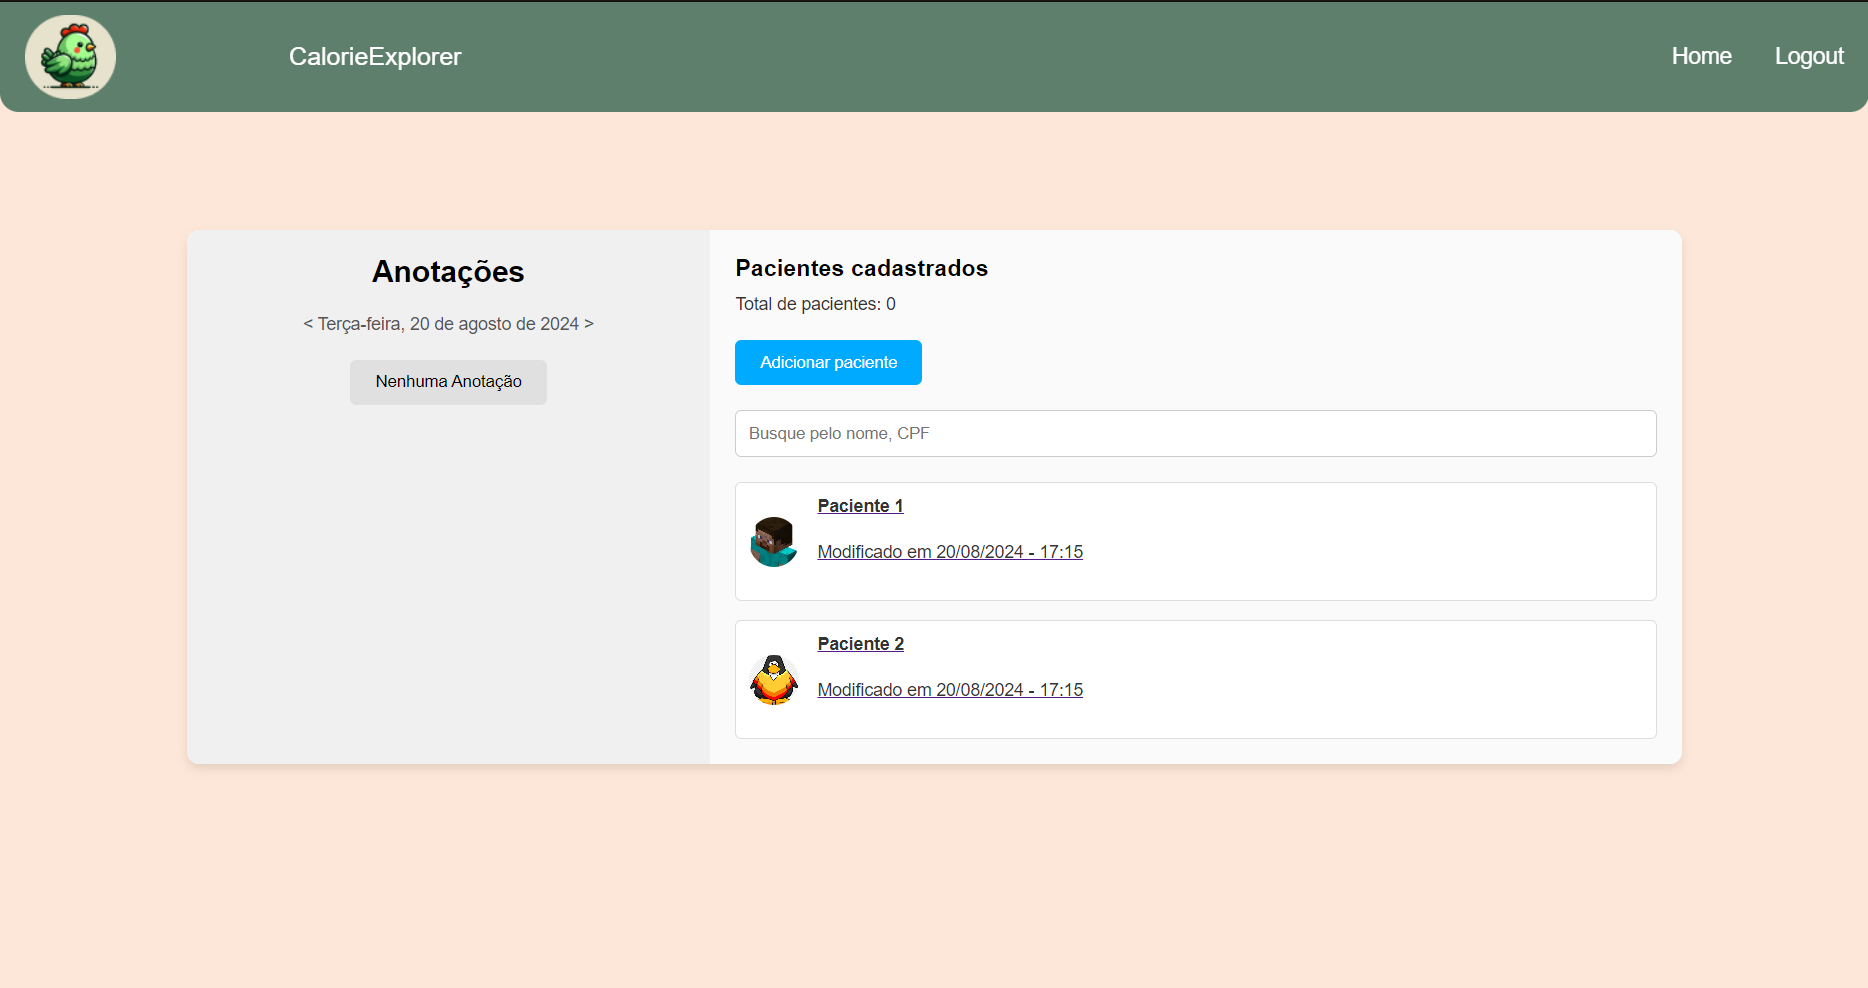 CalorieExplorer
Home
Logout
Anotações
< Terça-feira, 20 de agosto de 2024 >
Nenhuma Anotação
Pacientes cadastrados
Total de pacientes: 0
Adicionar paciente
Busque pelo nome, CPF
Paciente 1
Modificado em 20/08/2024 - 17:15
Paciente 2
Modificado em 20/08/2024 - 17:15